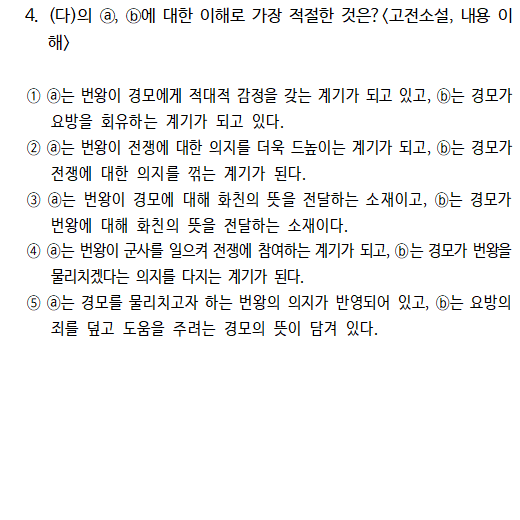 4. (다)의 ⓐ, ⓑ에 대한 이해로 가장 적절한 것은?<고전소설, 내용 이
해>
① ⓐ는 번왕이 경모에게 적대적 감정을 갖는 계기가 되고 있고, ⓑ는 경모가
요방을 회유하는 계기가 되고 있다.
② ⓐ는 번왕이 전쟁에 대한 의지를 더욱 드높이는 계기가 되고, ⓑ는 경모가
전쟁에 대한 의지를 꺾는 계기가 된다.
③ ⓐ는 번왕이 경모에 대해 화친의 뜻을 전달하는 소재이고, ⓑ는 경모가
번왕에 대해 화친의 뜻을 전달하는 소재이다.
④ ⓐ는 번왕이 군사를 일으켜 전쟁에 참여하는 계기가 되고, ⓑ는 경모가 번왕을
물리치겠다는 의지를 다지는 계기가 된다.
⑤ ⓐ는 경모를 물리치고자 하는 번왕의 의지가 반영되어 있고, ⓑ는 요방의
죄를 덮고 도움을 주려는 경모의 뜻이 담겨 있다.